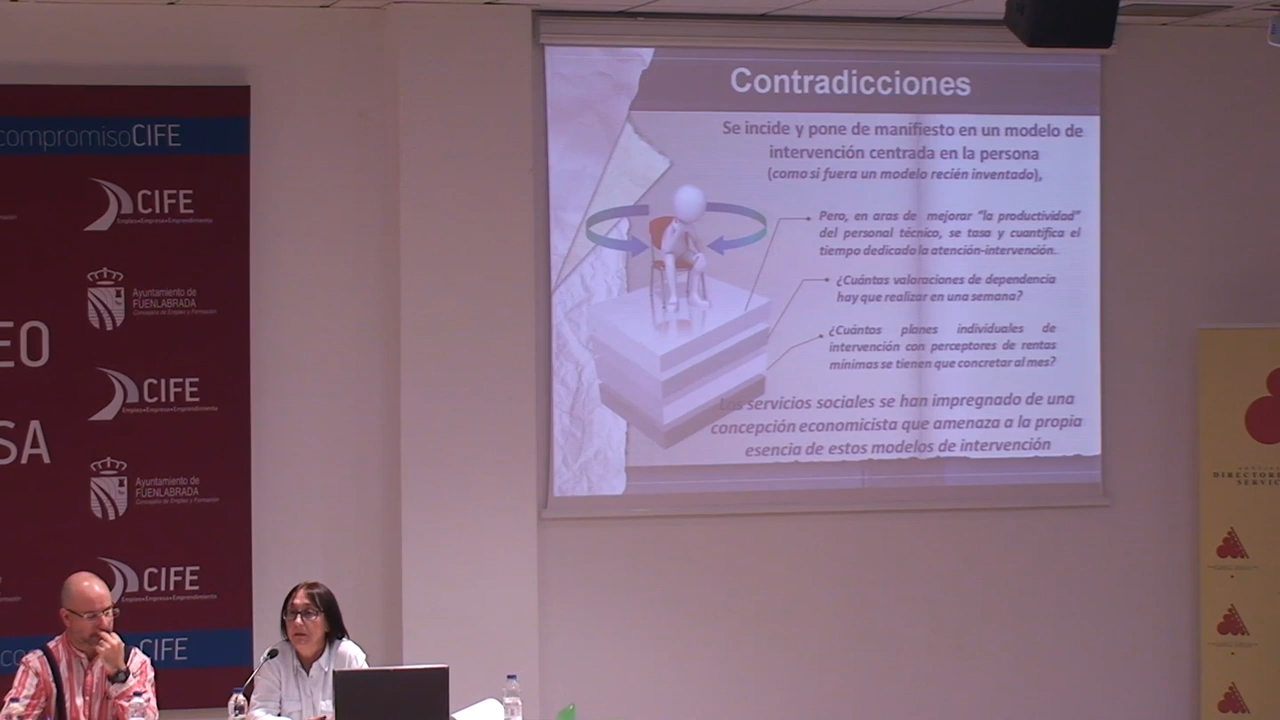 Contradicciones
Se incide y pone de manifiesto en un modelo de
intervención centrada en la persona
(como si fuera un modelo recién inventado),
Pero, en aras de mejorar "la productividad"
del personal técnico, se tasa y cuantifica el
tiempo dedicado la atención-intervención..
¿Cuántas valoraciones de dependencia
hay que realizar en una semana?
¿Cuántos planes individuales de
intervención con perceptores de rentas
mínimas se tienen que concretar al mes?
Los servicios sociales se han impregnado de una
concepción economicista que amenaza a la propia
esencia de estos modelos de intervención
compromisoCIFE
CIFE
Empleo•Empresa•Emprendimiento
Ayuntamiento de
FUENLABRADA
Concejalía de Empleo y Formación
EO
CIFE
Empleo•Empresa•Emprendimiento
SA
Ayuntamiento de
FUENLABRADA
Concejalía de Empleo y Formación
CIFE
Empleo•Empresa•Emprendimiento
co
CIFE
DIRECTOR
SERVIC